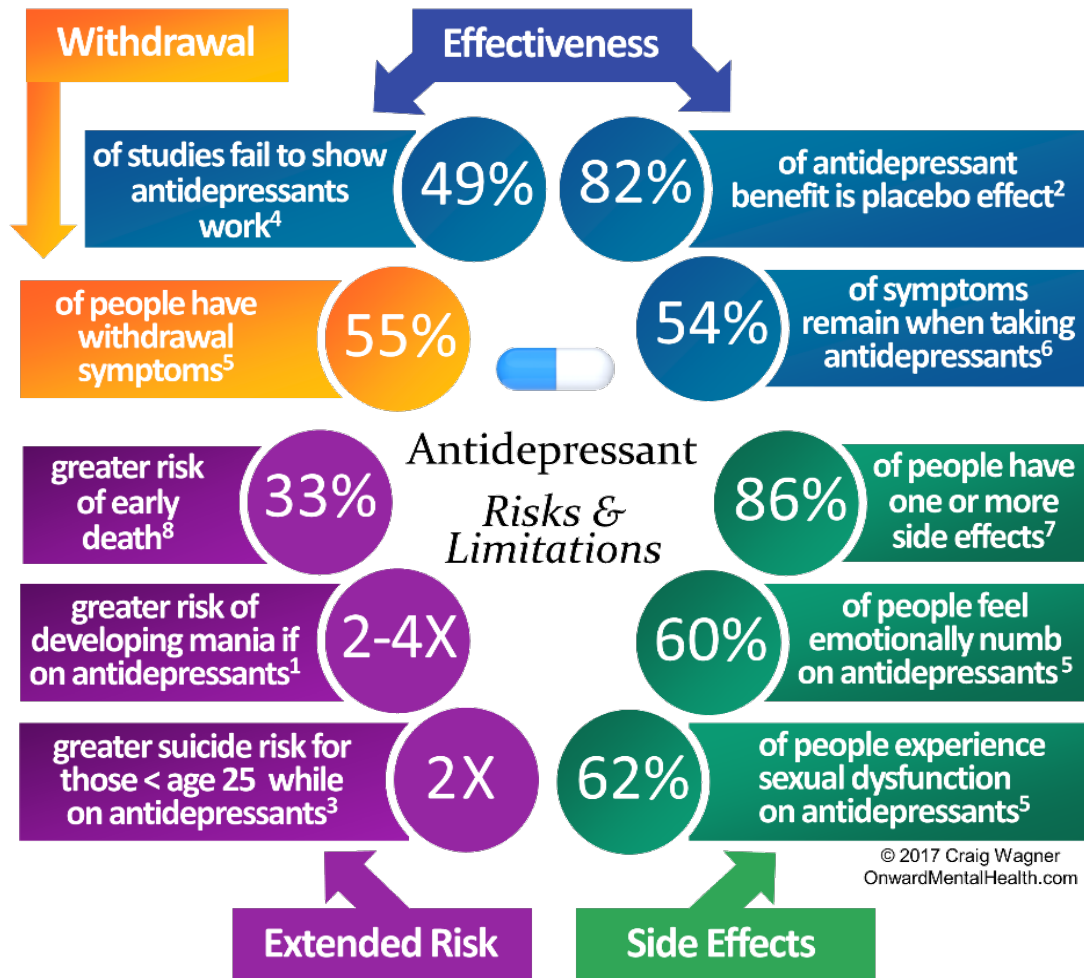 Withdrawal
Effectiveness
of studies fail to show
antidepressants
work⁴
49%
82%
of antidepressant
benefit is placebo effect²
of people have
withdrawal
symptoms⁵
55%
54%
of symptoms
remain when taking
antidepressants⁶
Antidepressant
Risks &
Limitations
greater risk
of early
death⁸
33%
86%
of people have
one or more
side effects⁷
greater risk of
developing mania if
on antidepressants¹
2-4X
60%
of people feel
emotionally numb
on antidepressants⁵
greater suicide risk for
those < age 25 while
on antidepressants³
2X
62%
of people experience
sexual dysfunction
on antidepressants⁵
© 2017 Craig Wagner
OnwardMentalHealth.com
Extended Risk
Side Effects